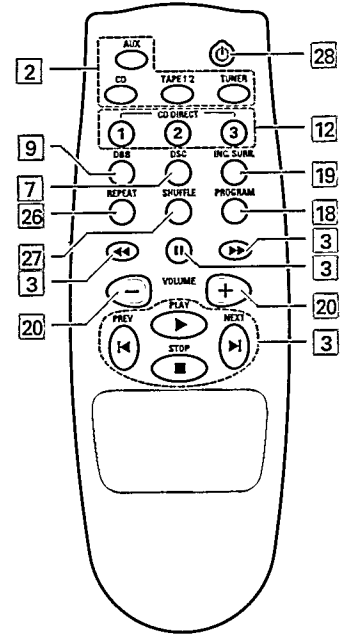 AUX
28
2
CD TAPE 1/2 TUNER
CD DIRECT
1 2 3
12
DBB DSC INC. SURR.
9
19
7
REPEAT SHUFFLE PROGRAM
26
18
27
3
3
3
VOLUME
20
20
PLAY
PREV NEXT
3
STOP